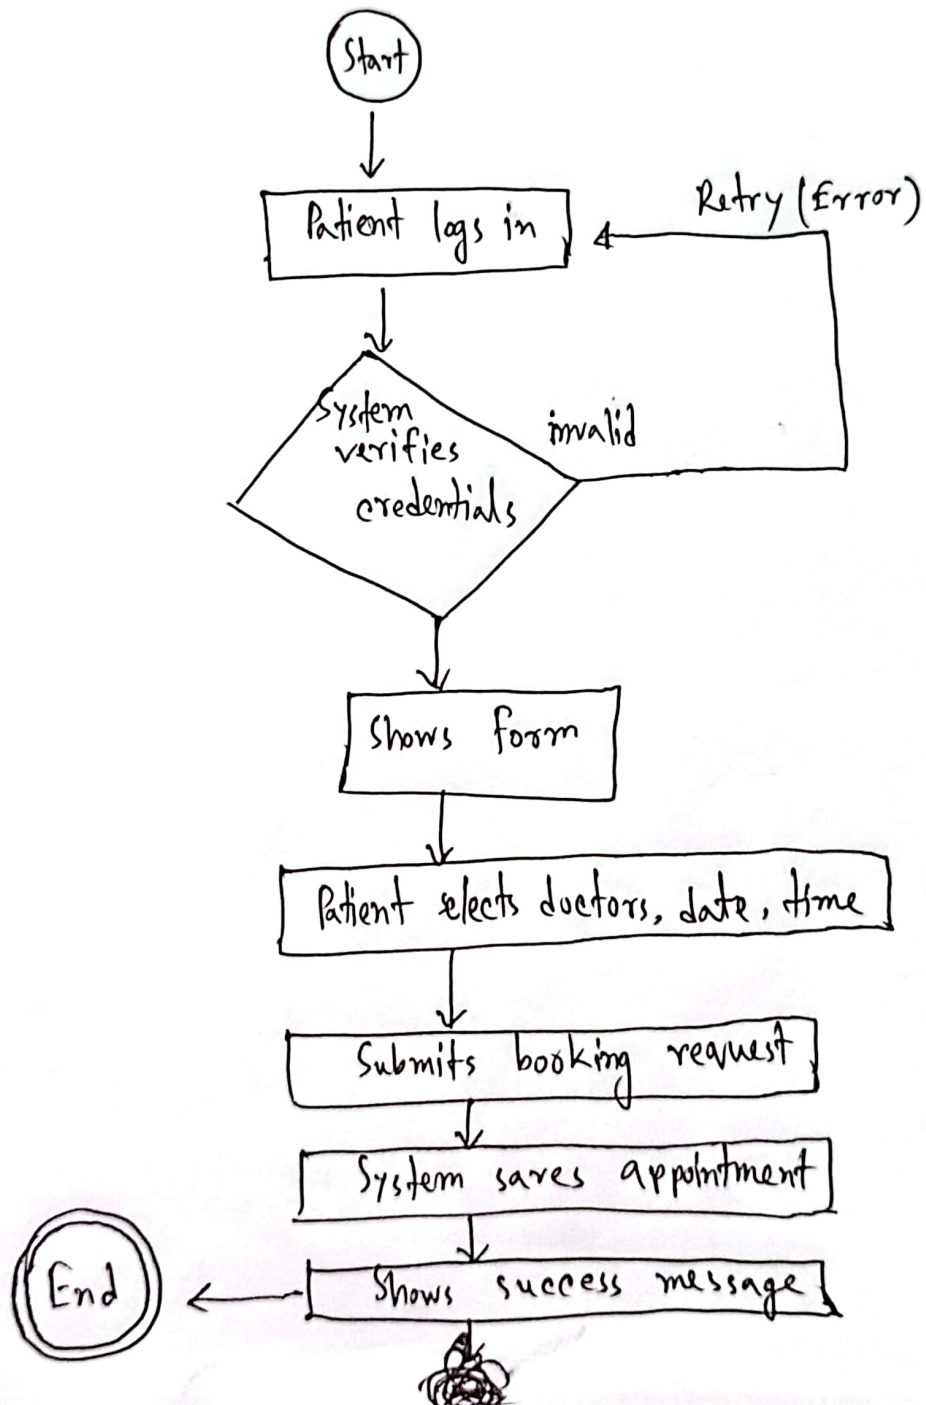 Start
Retry (Error)
Patient logs in
System
verifies
credentials
invalid
Shows form
Patient selects doctors, date, time
Submits booking request
System saves appointment
Shows success message
End